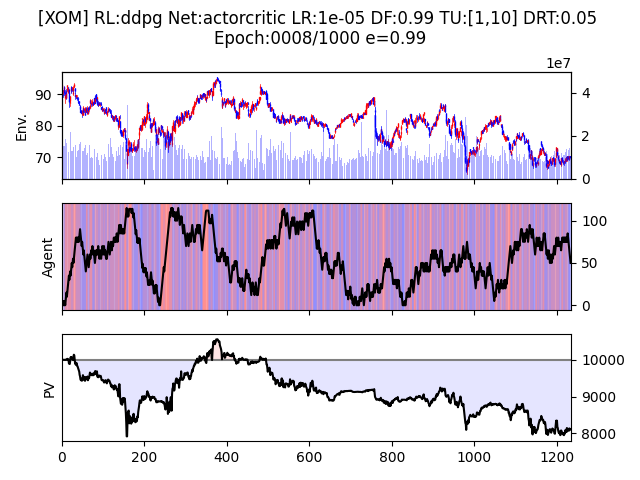 [XOM] RL:ddpg Net:actorcritic LR:1e-05 DF:0.99 TU:[1,10] DRT:0.05
Epoch:0008/1000 e=0.99
1e7
Env.
90
80
70
4
2
0
Agent
100
50
0
PV
10000
9000
8000
0 200 400 600 800 1000 1200